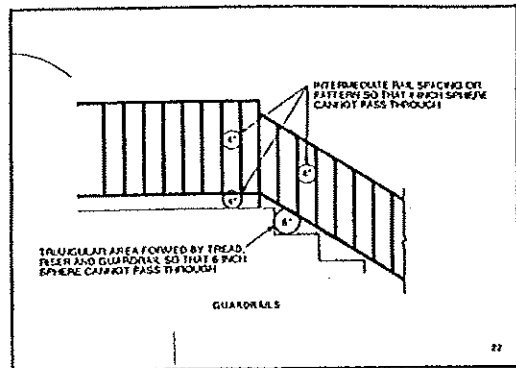 INTERMEDIATE RAIL SPACING OR
PATTERN SO THAT 4 INCH SPHERE
CANNOT PASS THROUGH
4"
4"
4"
6"
TRIANGULAR AREA FORMED BY TREAD,
RISER AND GUARDRAIL SO THAT 6 INCH
SPHERE CANNOT PASS THROUGH
GUARDRAILS
22